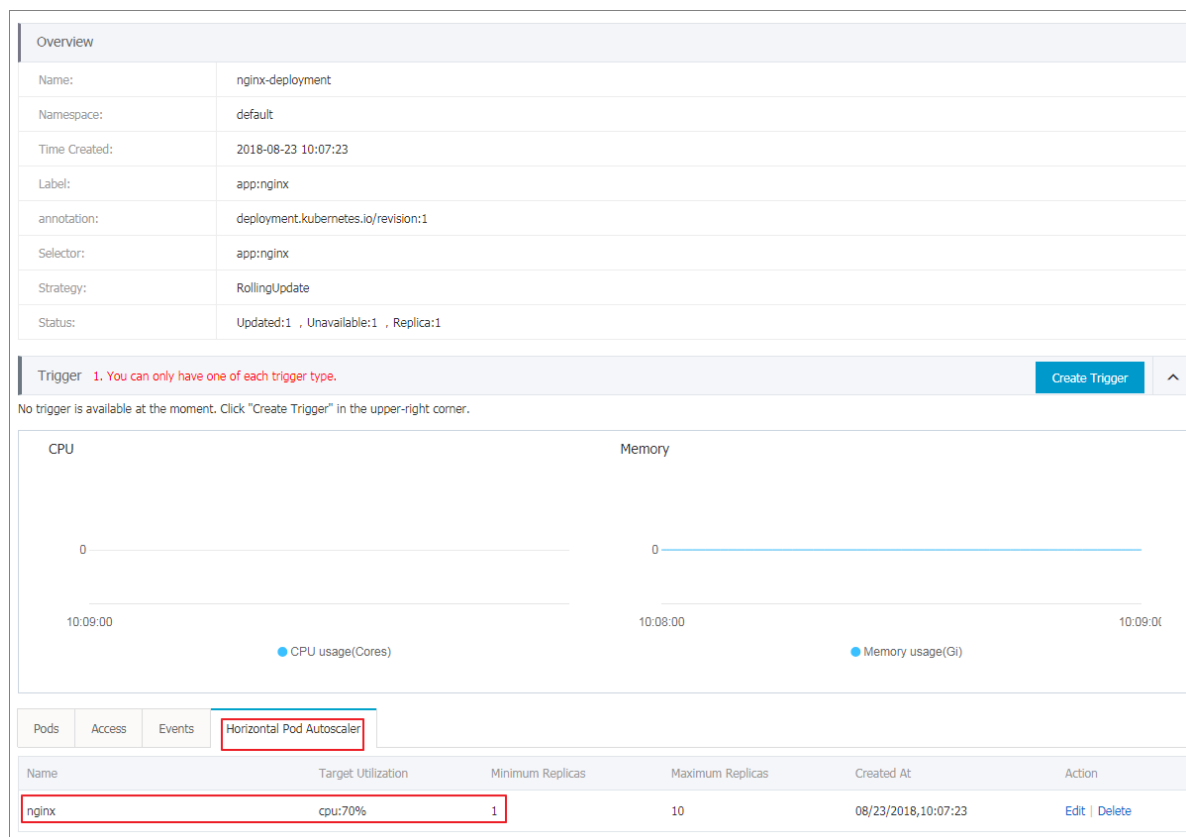 Overview
Name: nginx-deployment
Namespace: default
Time Created: 2018-08-23 10:07:23
Label: app:nginx
annotation: deployment.kubernetes.io/revision:1
Selector: app:nginx
Strategy: RollingUpdate
Status: Updated:1 , Unavailable:1 , Replica:1
Trigger 1. You can only have one of each trigger type. Create Trigger
No trigger is available at the moment. Click "Create Trigger" in the upper-right corner.
CPU Memory
0 0
10:09:00 10:08:00 10:09:00
CPU usage(Cores) Memory usage(Gi)
Pods Access Events Horizontal Pod Autoscaler
Name Target Utilization Minimum Replicas Maximum Replicas Created At Action
nginx cpu:70% 1 10 08/23/2018,10:07:23 Edit | Delete